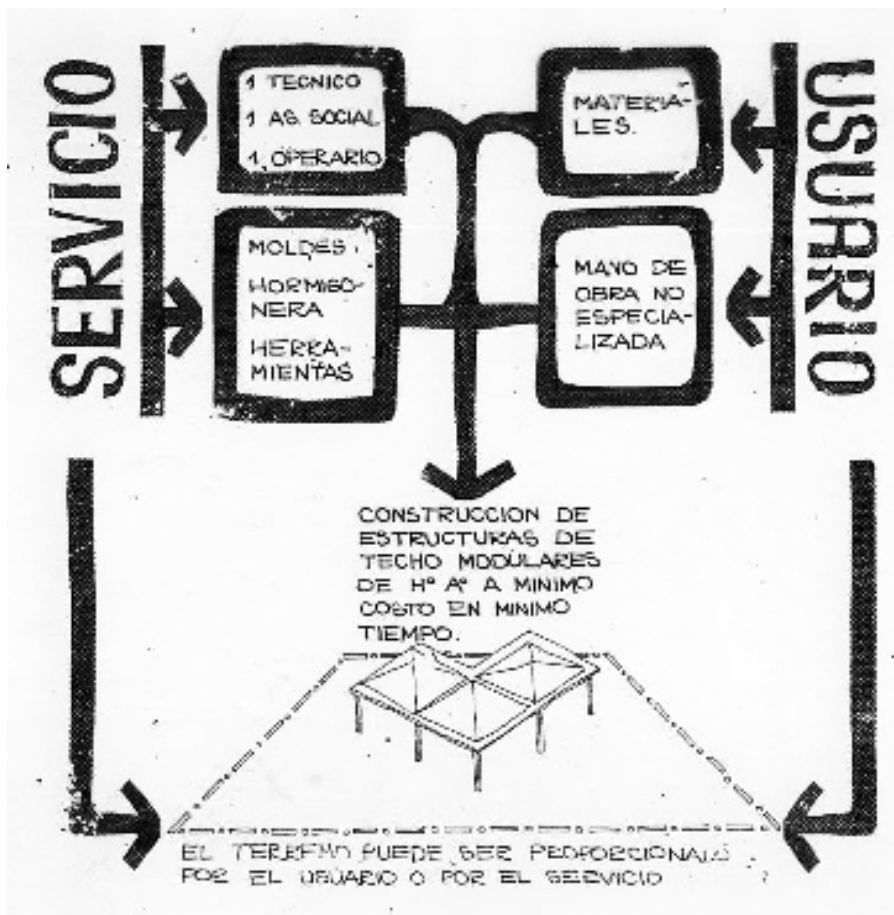 SERVICIO
1 TECNICO
1 AS. SOCIAL
1 OPERARIO
MOLDES
HORMIGO-
NERA
HERRA-
MIENTAS
MATERIA-
LES.
MANO DE
OBRA NO
ESPECIA-
LIZADA
USUARIO
CONSTRUCCION DE
ESTRUCTURAS DE
TECHO MODULARES
DE Hº Aº A MINIMO
COSTO EN MINIMO
TIEMPO.
EL TERRENO PUEDE SER PROPORCIONADO
POR EL USUARIO O POR EL SERVICIO